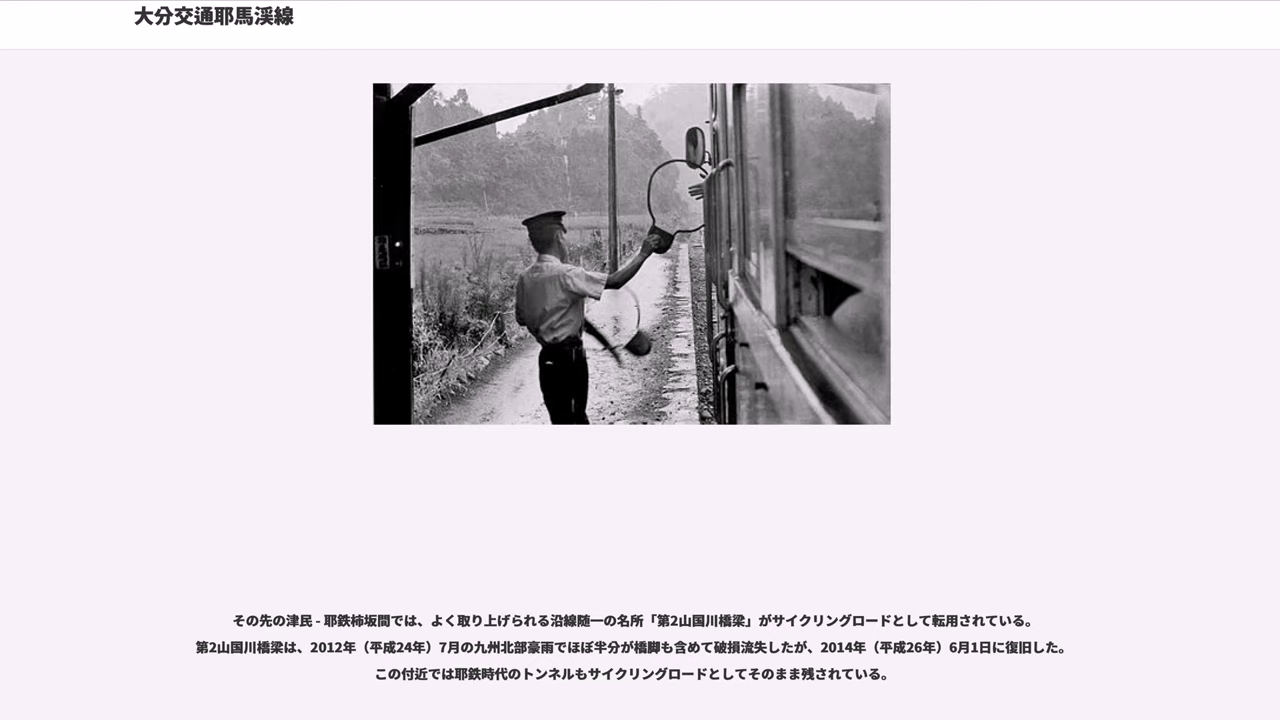 大分交通耶馬渓線
その先の津民 - 耶鉄柿坂間では、よく取り上げられる沿線随一の名所「第2山国川橋梁」がサイクリングロードとして転用されている。
第2山国川橋梁は、2012年（平成24年）7月の九州北部豪雨でほぼ半分が橋脚も含めて破損流失したが、2014年（平成26年）6月1日に復旧した。
この付近では耶鉄時代のトンネルもサイクリングロードとしてそのまま残されている。